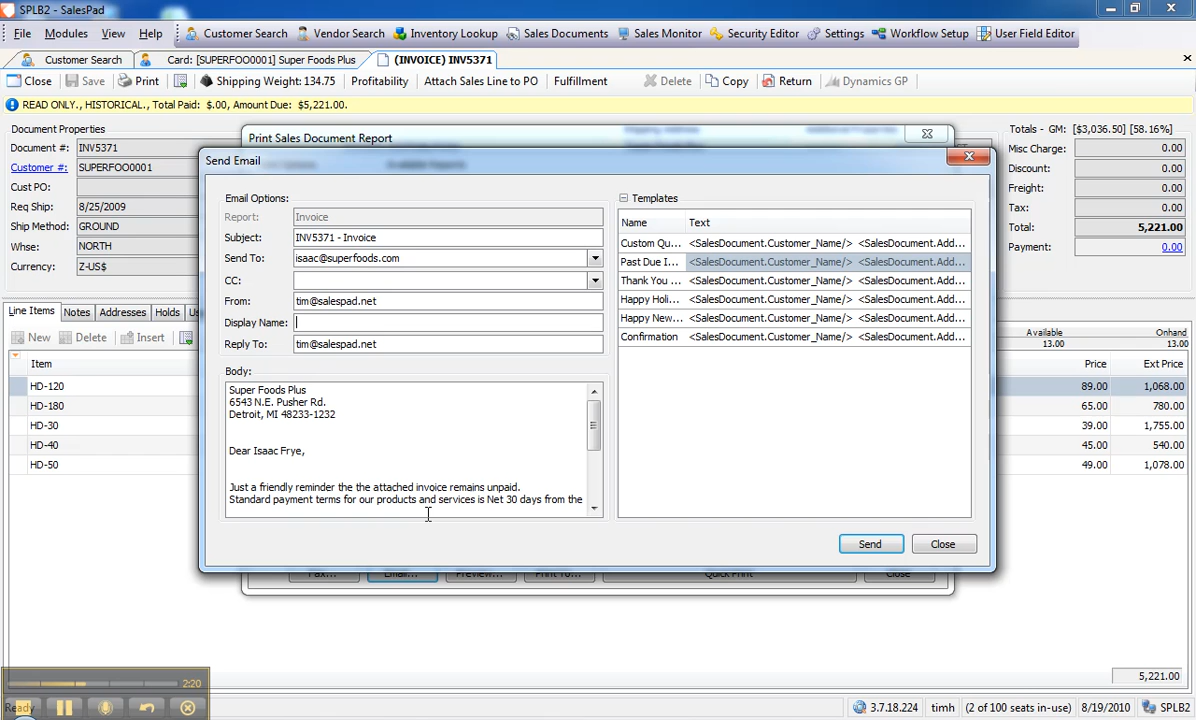 SPLB2 - SalesPad
File Modules View Help Customer Search Vendor Search Inventory Lookup Sales Documents Sales Monitor Security Editor Settings Workflow Setup User Field Editor
Customer Search Card: [SUPERFOO0001] Super Foods Plus (INVOICE) INV5371
Close Save Print Shipping Weight: 134.75 Profitability Attach Sales Line to PO Fulfillment Delete Copy Return Dynamics GP
READ ONLY., HISTORICAL., Total Paid: $.00, Amount Due: $5,221.00.
Document Properties
Document #: INV5371
Customer #: SUPERFOO0001
Cust PO:
Req Ship: 8/25/2009
Ship Method: GROUND
Whse: NORTH
Currency: Z-US$
Totals - GM: [$3,036.50] [58.16%]
Misc Charge: 0.00
Discount: 0.00
Freight: 0.00
Tax: 0.00
Total: 5,221.00
Payment: 0.00
Print Sales Document Report
Send Email
Email Options:
Report: Invoice
Subject: INV5371 - Invoice
Send To: isaac@superfoods.com
CC:
From: tim@salespad.net
Display Name:
Reply To: tim@salespad.net
Body:
Super Foods Plus
6543 N.E. Pusher Rd.
Detroit, MI 48233-1232
Dear Isaac Frye,
Just a friendly reminder the the attached invoice remains unpaid.
Standard payment terms for our products and services is Net 30 days from the
Templates
Name Text
Custom Qu... <SalesDocument.Customer_Name/> <SalesDocument.Add...
Past Due I... <SalesDocument.Customer_Name/> <SalesDocument.Add...
Thank You ... <SalesDocument.Customer_Name/> <SalesDocument.Add...
Happy Holi... <SalesDocument.Customer_Name/> <SalesDocument.Add...
Happy New... <SalesDocument.Customer_Name/> <SalesDocument.Add...
Confirmation <SalesDocument.Customer_Name/> <SalesDocument.Add...
Send Close
Fax... Email... Preview... Print To... Quick Print Close
Line Items Notes Addresses Holds
New Delete Insert
Available Onhand
13.00 13.00
Item Price Ext Price
HD-120 89.00 1,068.00
HD-180 65.00 780.00
HD-30 39.00 1,755.00
HD-40 45.00 540.00
HD-50 49.00 1,078.00
5,221.00
2:20
Ready
3.7.18.224 timh (2 of 100 seats in-use) 8/19/2010 SPLB2